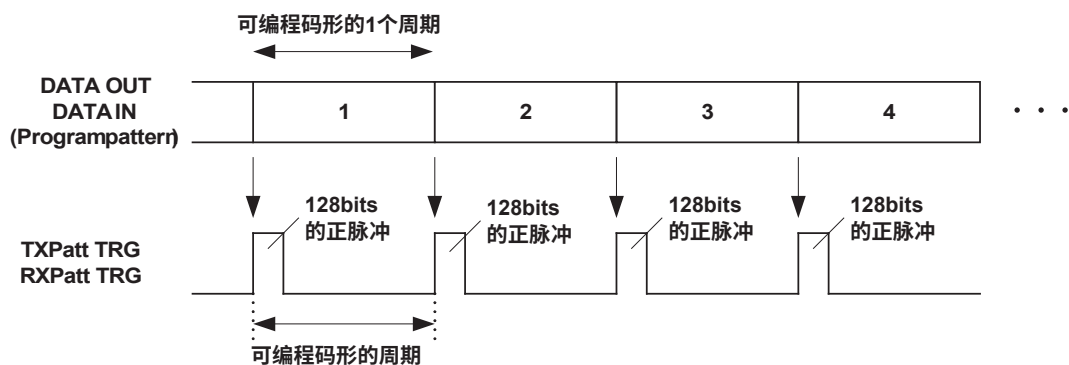 可编程码形的1个周期
DATA OUT
DATA IN
(Programpattern)
1
2
3
4
· · ·
128bits
的正脉冲
128bits
的正脉冲
128bits
的正脉冲
128bits
的正脉冲
TXPatt TRG
RXPatt TRG
可编程码形的周期